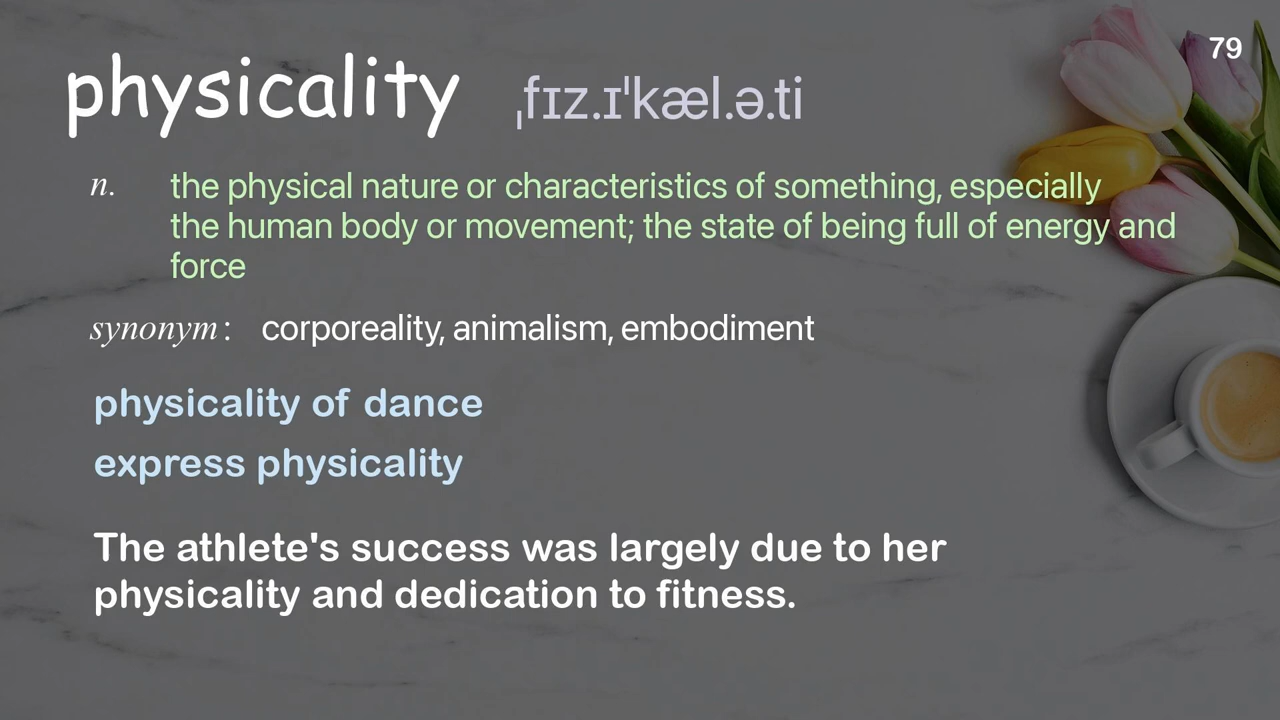 79
physicality ˌfɪz.ɪˈkæl.ə.ti
n. the physical nature or characteristics of something, especially
the human body or movement; the state of being full of energy and
force
synonym: corporeality, animalism, embodiment
physicality of dance
express physicality
The athlete's success was largely due to her
physicality and dedication to fitness.